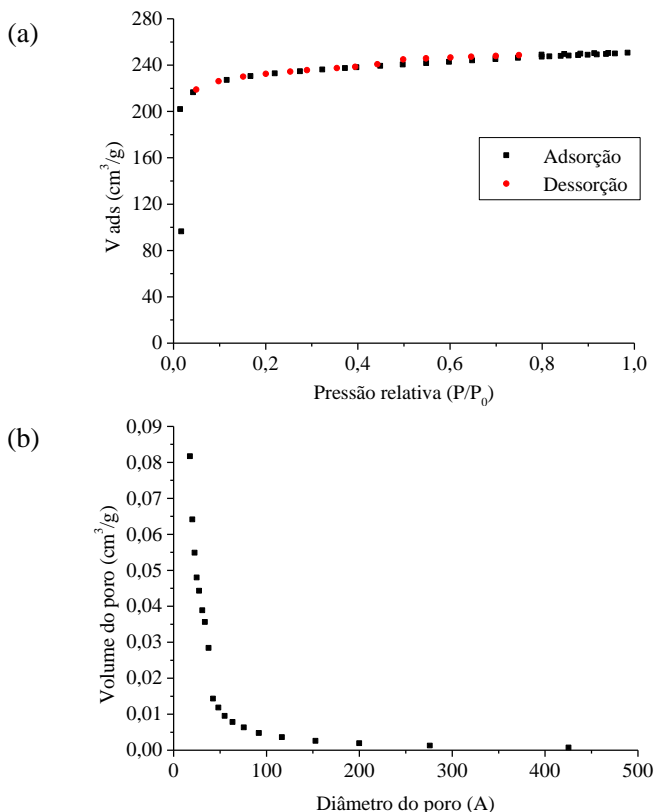 (a)
280
240
200
160
120
80
40
0
V ads (cm³/g)
Adsorção
Dessorção
0,0 0,2 0,4 0,6 0,8 1,0
Pressão relativa (P/P₀)
(b)
0,09
0,08
0,07
0,06
0,05
0,04
0,03
0,02
0,01
0,00
Volume do poro (cm³/g)
0 100 200 300 400 500
Diâmetro do poro (A)